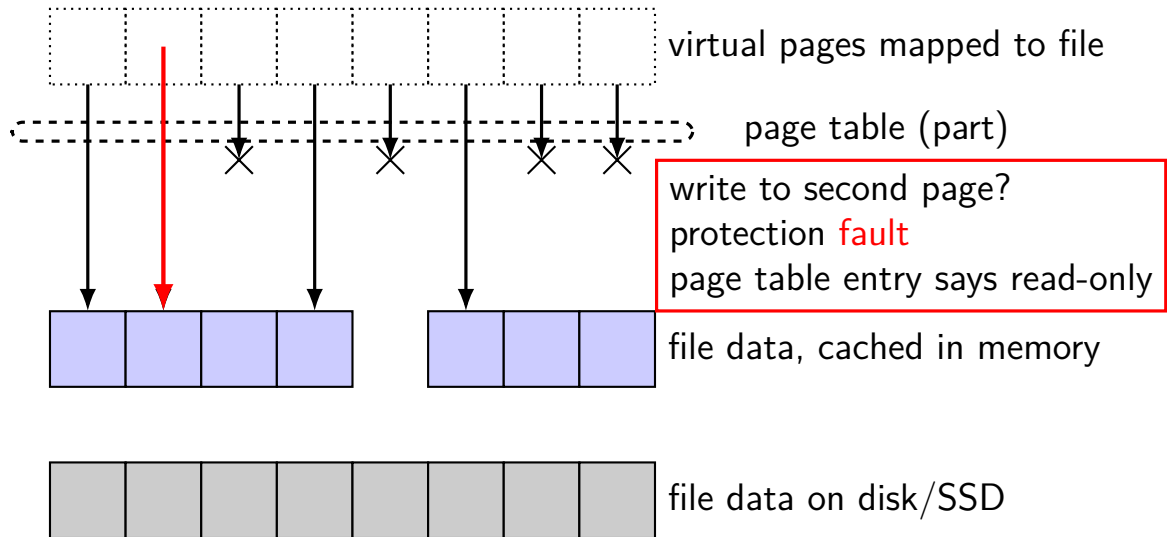 virtual pages mapped to file
page table (part)
write to second page?
protection fault
page table entry says read-only
file data, cached in memory
file data on disk/SSD